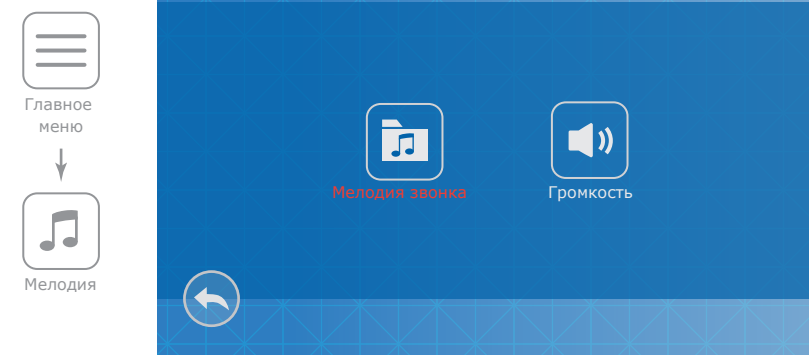 Главное
меню
Мелодия
Мелодия звонка
Громкость